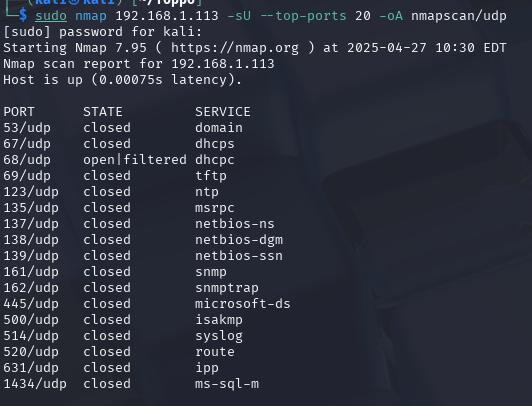 (kali㉿kali)-[~/Toppo]
└─$ sudo nmap 192.168.1.113 -sU --top-ports 20 -oA nmapscan/udp
[sudo] password for kali:
Starting Nmap 7.95 ( https://nmap.org ) at 2025-04-27 10:30 EDT
Nmap scan report for 192.168.1.113
Host is up (0.00075s latency).
PORT STATE SERVICE
53/udp closed domain
67/udp closed dhcps
68/udp open|filtered dhcpc
69/udp closed tftp
123/udp closed ntp
135/udp closed msrpc
137/udp closed netbios-ns
138/udp closed netbios-dgm
139/udp closed netbios-ssn
161/udp closed snmp
162/udp closed snmptrap
445/udp closed microsoft-ds
500/udp closed isakmp
514/udp closed syslog
520/udp closed route
631/udp closed ipp
1434/udp closed ms-sql-m